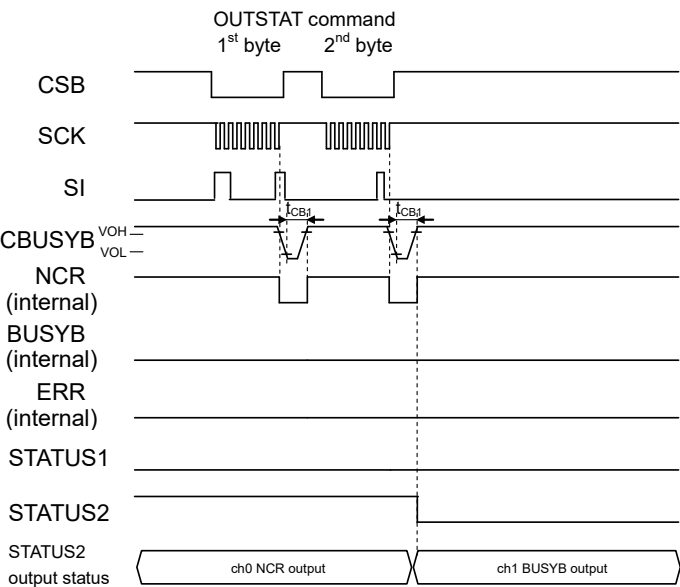 OUTSTAT command
1st byte 2nd byte
CSB
SCK
SI
tCB1 tCB1
CBUSYB VOH
VOL
NCR
(internal)
BUSYB
(internal)
ERR
(internal)
STATUS1
STATUS2
STATUS2
output status
ch0 NCR output ch1 BUSYB output